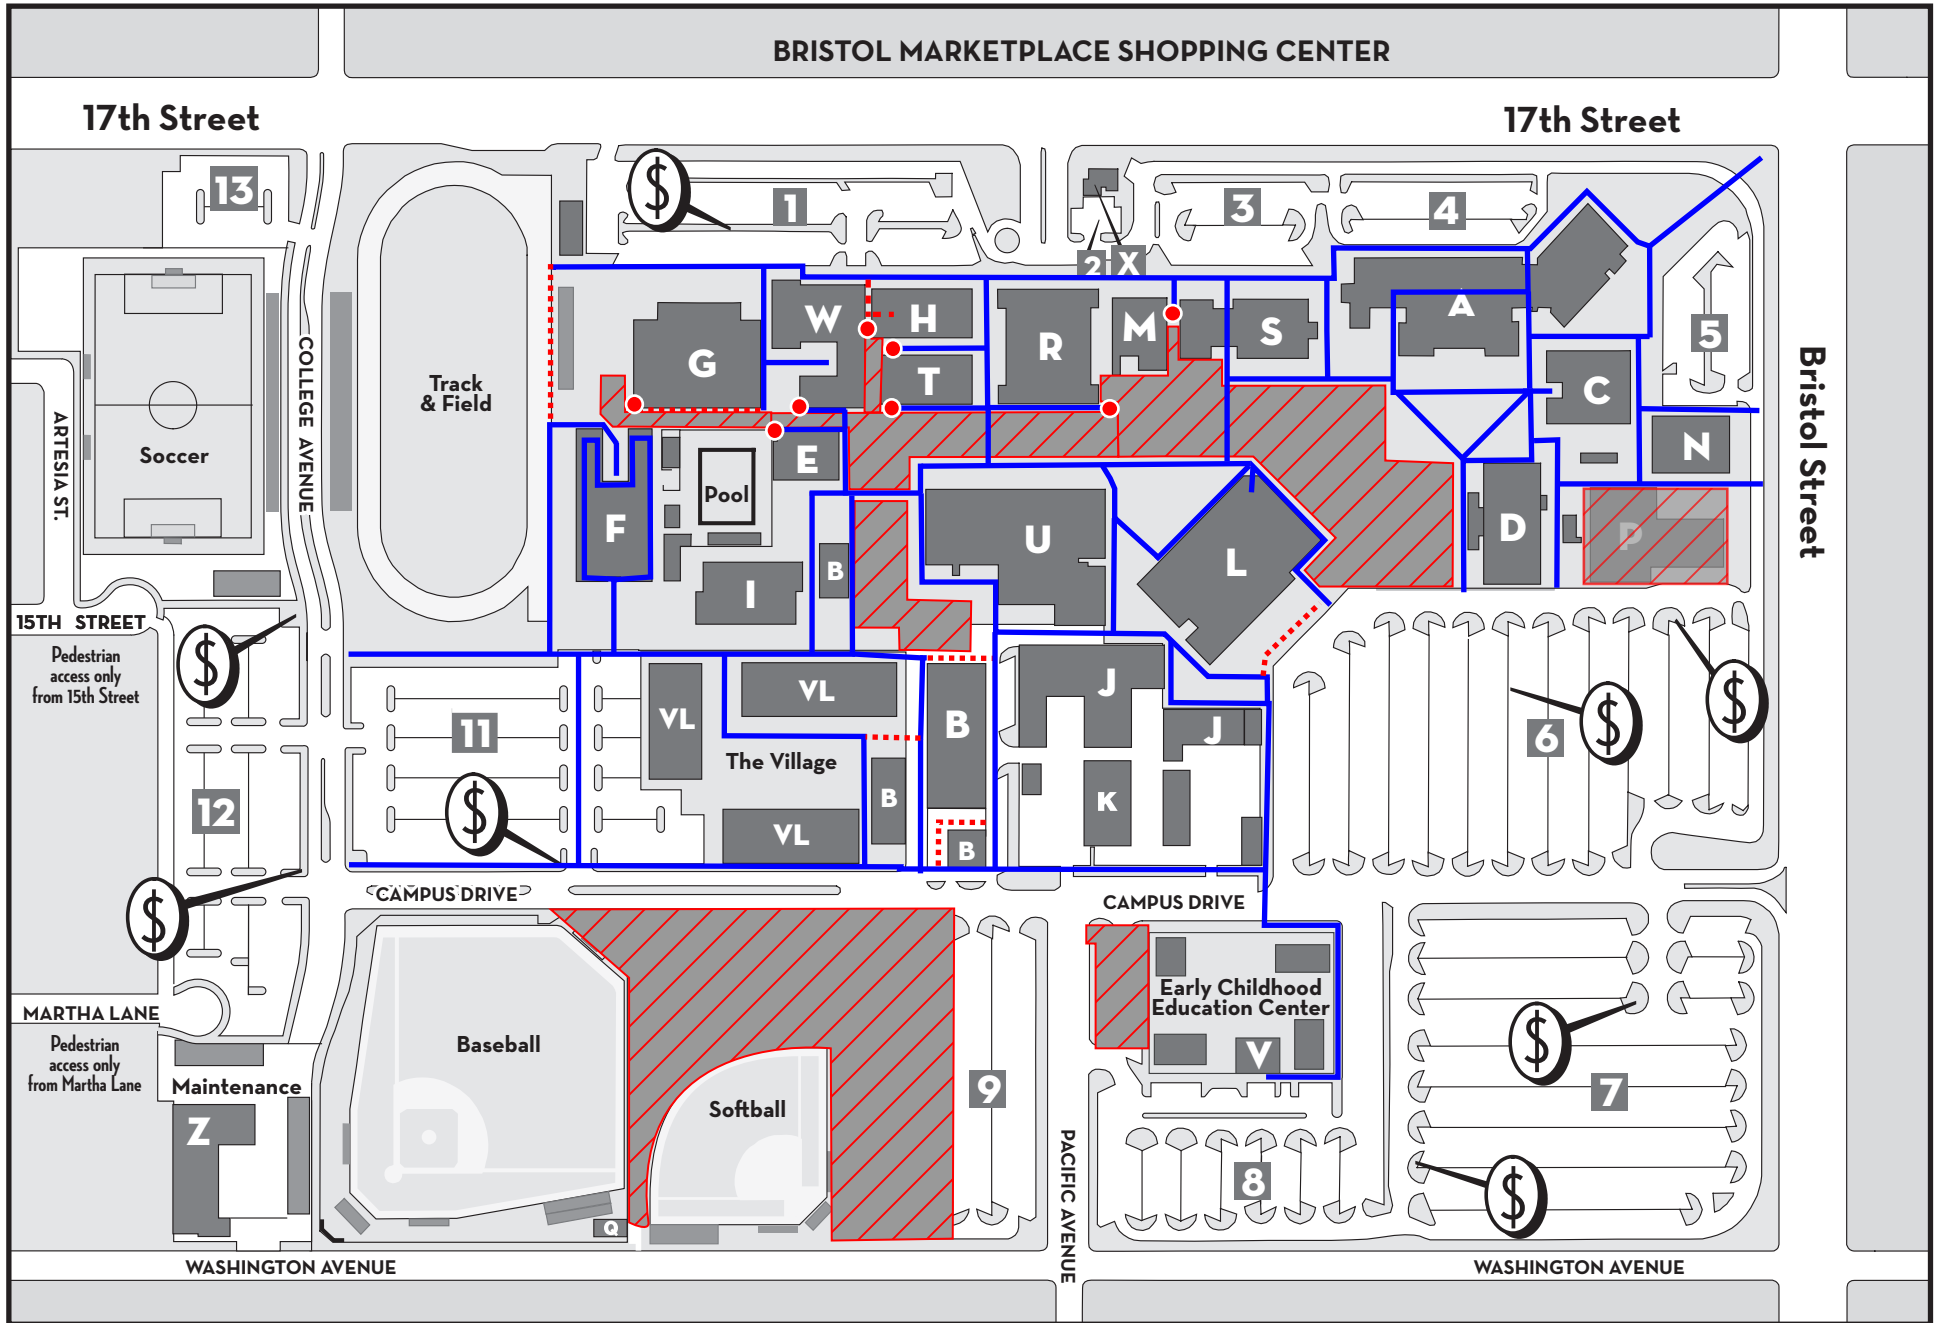 BRISTOL MARKETPLACE SHOPPING CENTER
17th Street
17th Street
13
$
1
3
4
2
X
5
COLLEGE AVENUE
Bristol Street
W
H
G
T
R
M
S
A
C
N
Track
& Field
ARTESIA ST.
Soccer
E
Pool
F
I
B
U
L
D
P
15TH STREET
Pedestrian
access only
from 15th Street
$
VL
VL
The Village
VL
B
B
B
J
J
K
11
$
12
6
$
$
$
CAMPUS DRIVE
CAMPUS DRIVE
MARTHA LANE
Pedestrian
access only
from Martha Lane
Maintenance
Z
Baseball
Softball
Q
9
PACIFIC AVENUE
Early Childhood
Education Center
V
8
7
$
$
WASHINGTON AVENUE
WASHINGTON AVENUE